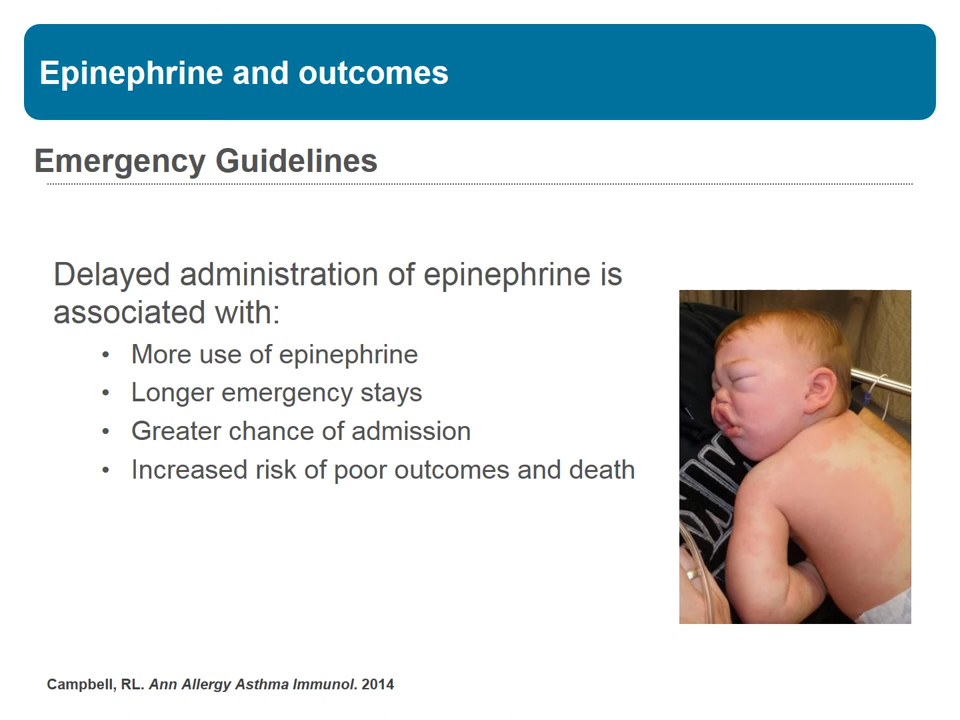 Epinephrine and outcomes
Emergency Guidelines
Delayed administration of epinephrine is
associated with:
• More use of epinephrine
• Longer emergency stays
• Greater chance of admission
• Increased risk of poor outcomes and death
Campbell, RL. Ann Allergy Asthma Immunol. 2014